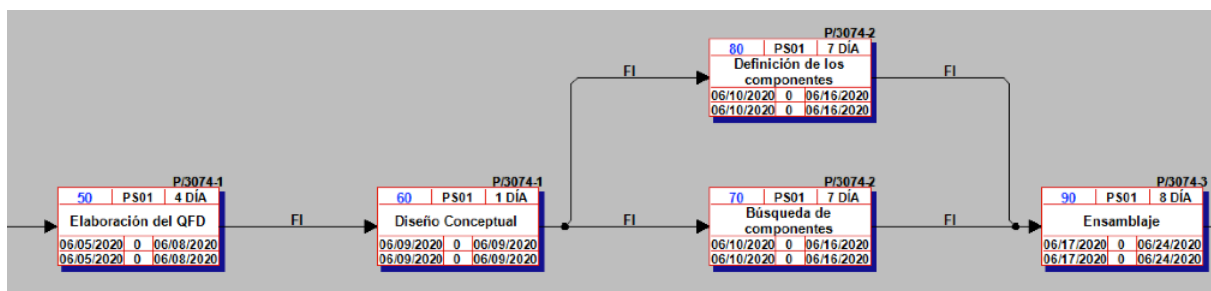 P/3074-2
80 PS01 7 DÍA
Definición de los
componentes
06/10/2020 0 06/16/2020
06/10/2020 0 06/16/2020
FI
FI
P/3074-1
50 PS01 4 DÍA
Elaboración del QFD
06/05/2020 0 06/08/2020
06/05/2020 0 06/08/2020
FI
P/3074-1
60 PS01 1 DÍA
Diseño Conceptual
06/09/2020 0 06/09/2020
06/09/2020 0 06/09/2020
FI
P/3074-2
70 PS01 7 DÍA
Búsqueda de
componentes
06/10/2020 0 06/16/2020
06/10/2020 0 06/16/2020
FI
P/3074-3
90 PS01 8 DÍA
Ensamblaje
06/17/2020 0 06/24/2020
06/17/2020 0 06/24/2020